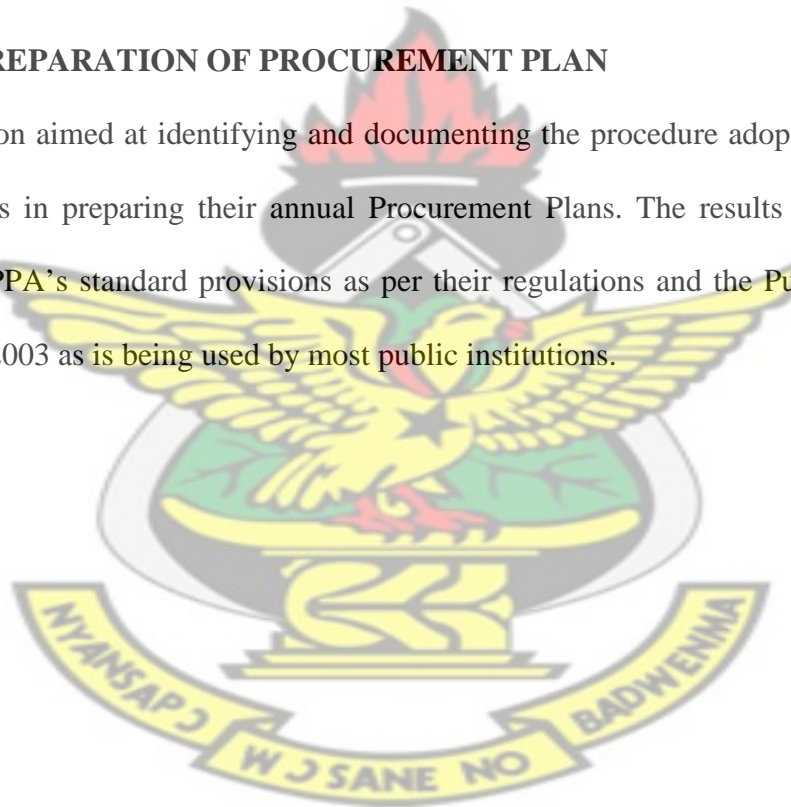 REPARATION OF PROCUREMENT PLAN
on aimed at identifying and documenting the procedure adop
s in preparing their annual Procurement Plans. The results
PPA's standard provisions as per their regulations and the Pu
2003 as is being used by most public institutions.
NYANSAPƆ
WƆSANE NO
BADWENMA